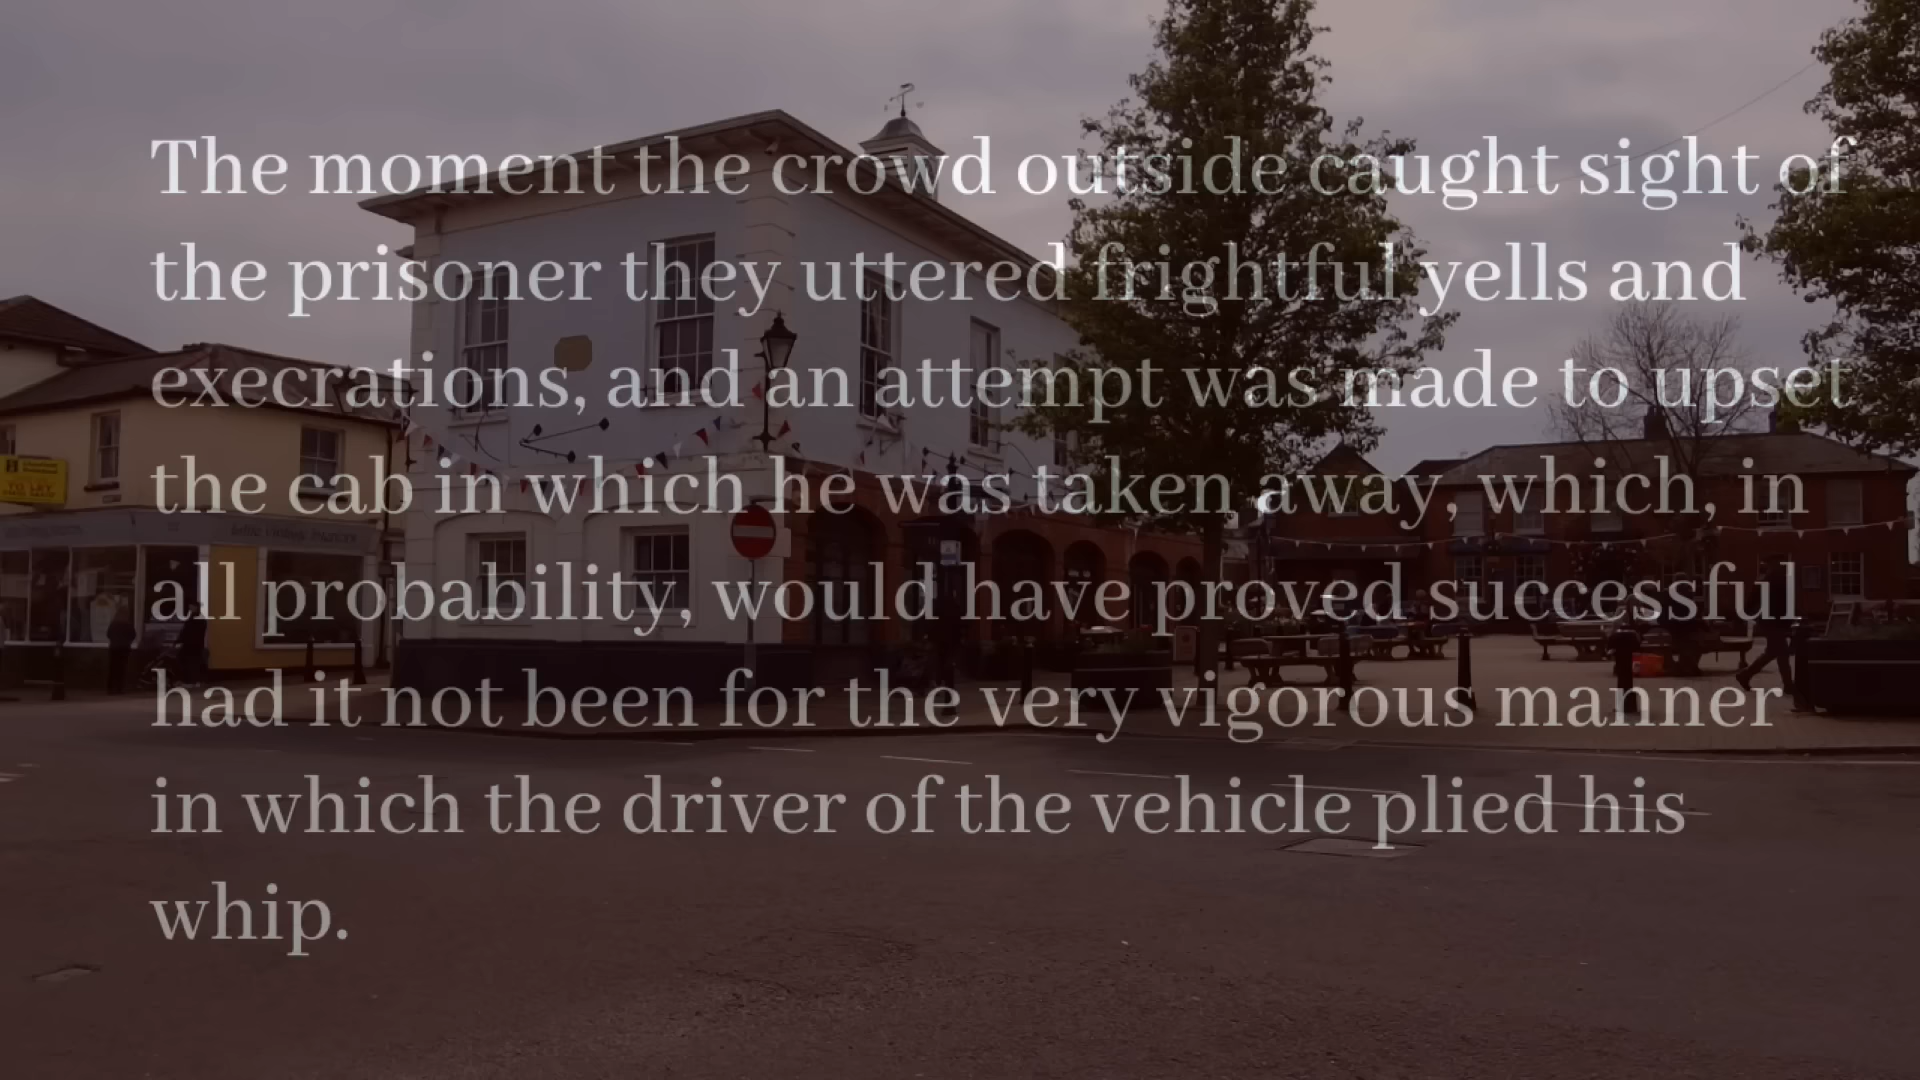 The moment the crowd outside caught sight of
the prisoner they uttered frightful yells and
execrations, and an attempt was made to upset
the cab in which he was taken away, which, in
all probability, would have proved successful
had it not been for the very vigorous manner
in which the driver of the vehicle plied his
whip.
TO LET